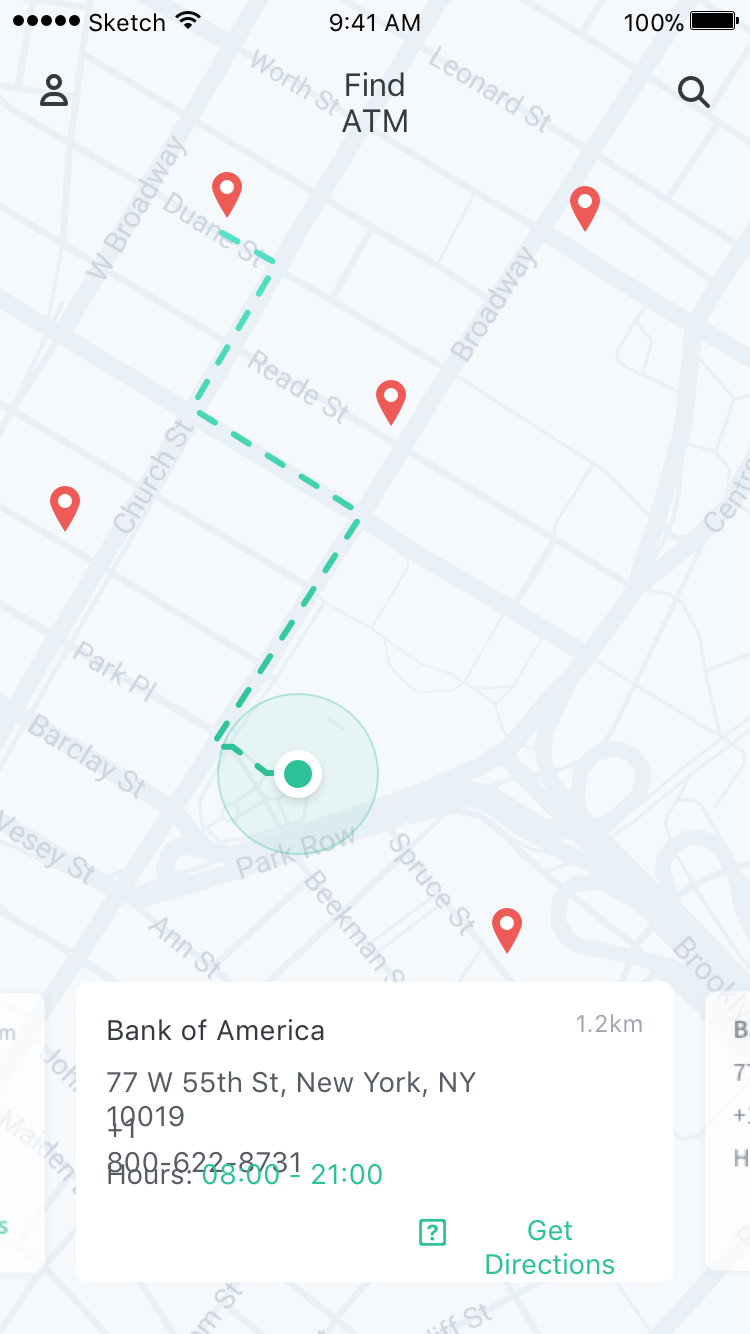 Sketch 9:41 AM 100%
Find
ATM
Worth St
Leonard St
W Broadway
Duane St
Broadway
Reade St
Church St
Park Pl
Barclay St
Vesey St
Park Row
Spruce St
Beekman S
Ann St
m
Bank of America
1.2km
77 W 55th St, New York, NY
10019
+1
800-622-8731
Hours: 08:00 - 21:00
?
Get
Directions
B
77
H
s
iff St